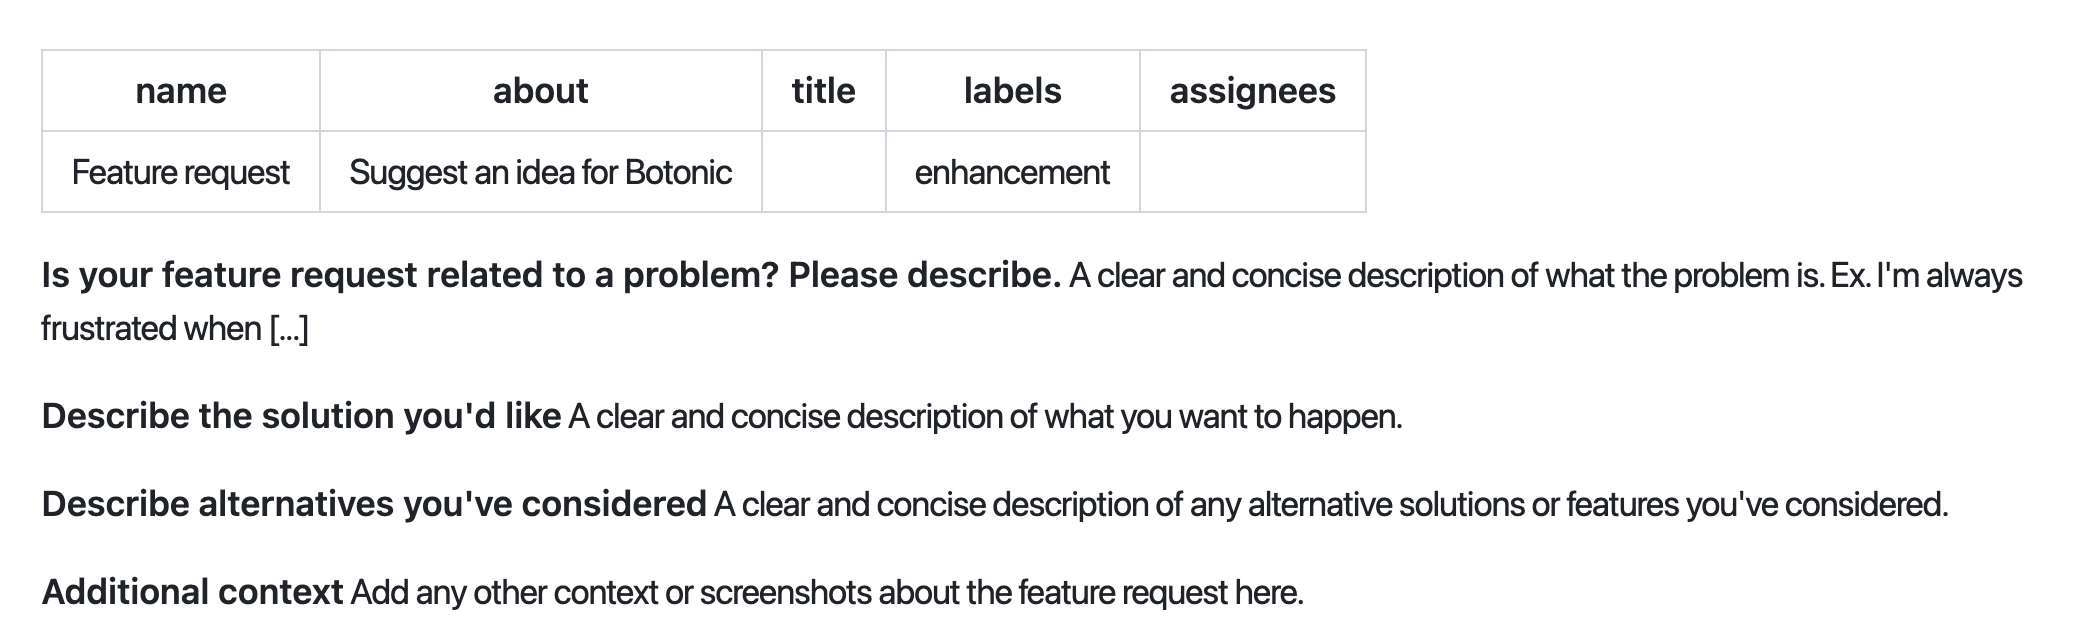 name about title labels assignees
Feature request Suggest an idea for Botonic enhancement
Is your feature request related to a problem? Please describe. A clear and concise description of what the problem is. Ex. I'm always
frustrated when [...]
Describe the solution you'd like A clear and concise description of what you want to happen.
Describe alternatives you've considered A clear and concise description of any alternative solutions or features you've considered.
Additional context Add any other context or screenshots about the feature request here.